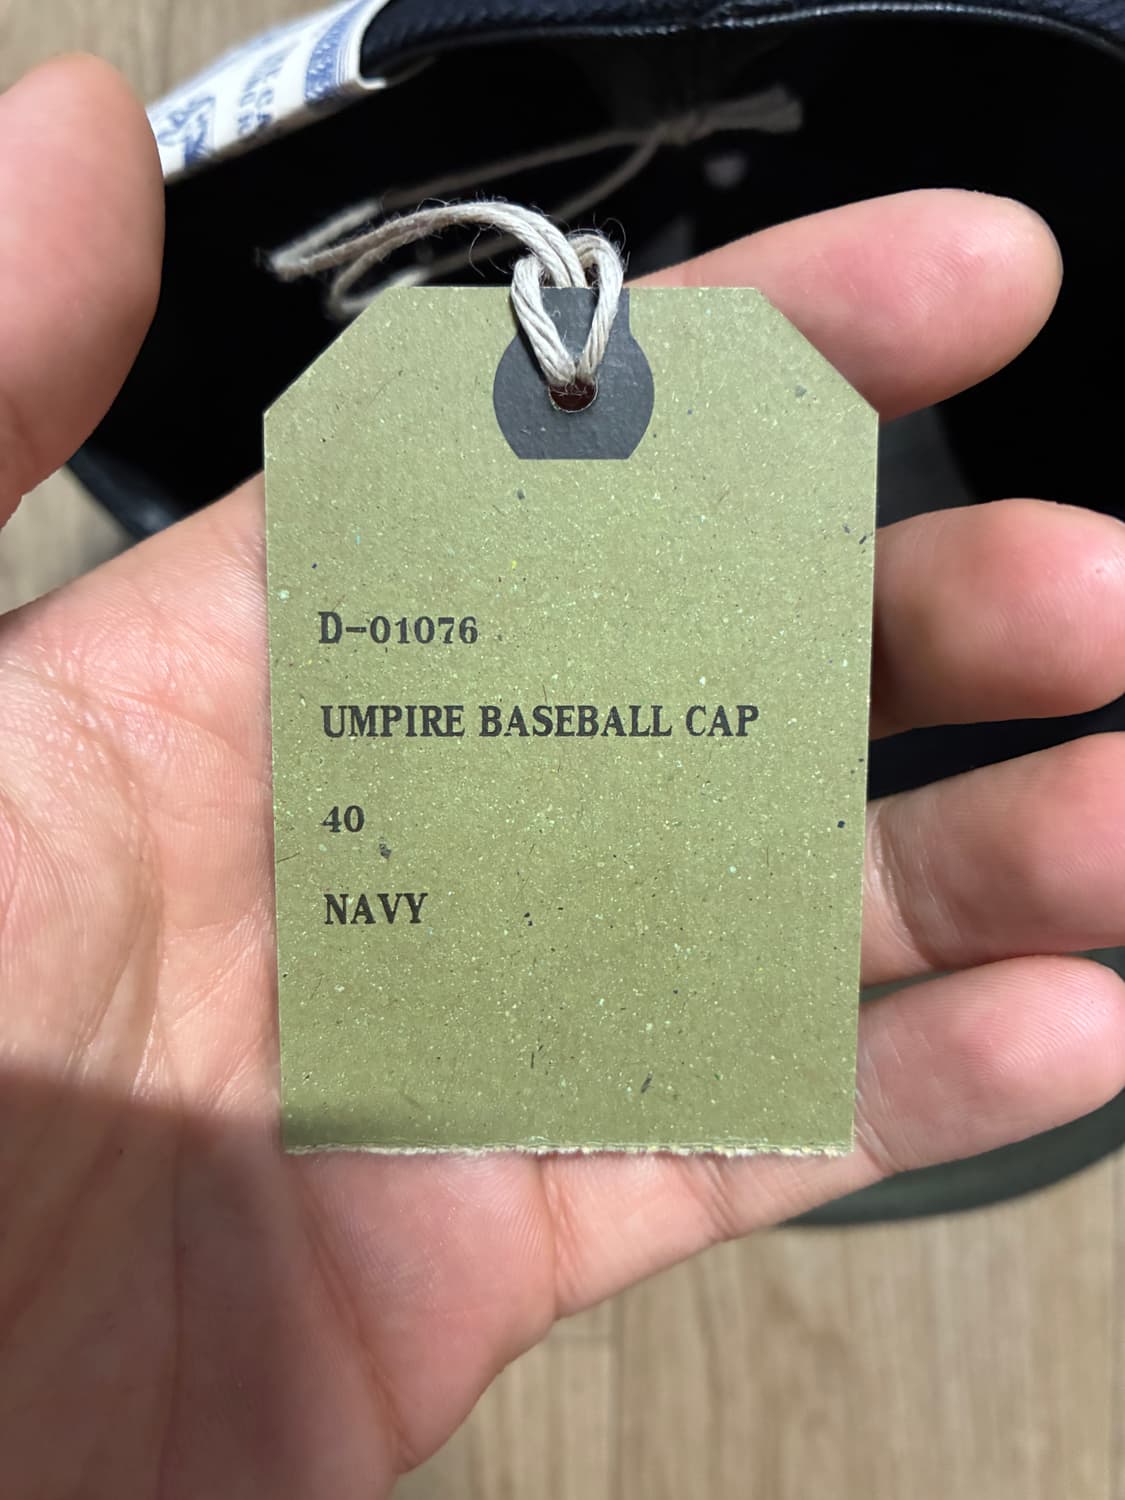 D-01076
UMPIRE BASEBALL CAP
40
NAVY